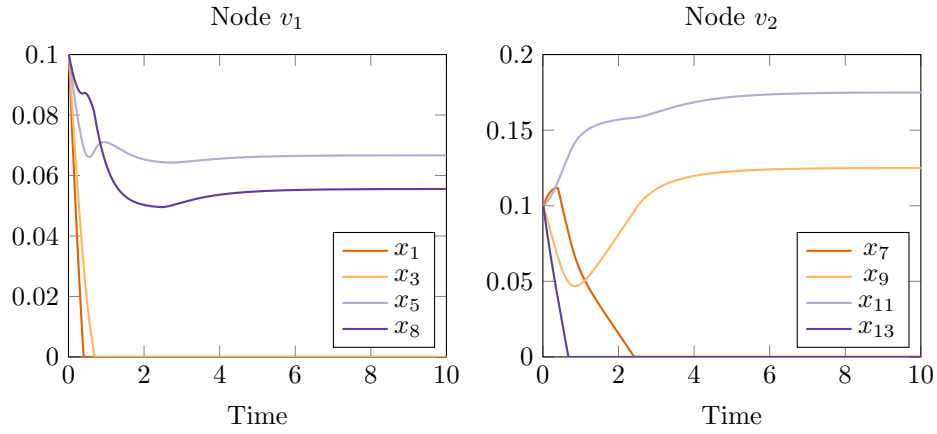 Node v₁
0.1
0.08
0.06
0.04
0.02
0
0 2 4 6 8 10
Time
x₁
x₃
x₅
x₈
Node v₂
0.2
0.15
0.1
0.05
0
0 2 4 6 8 10
Time
x₇
x₉
x₁₁
x₁₃